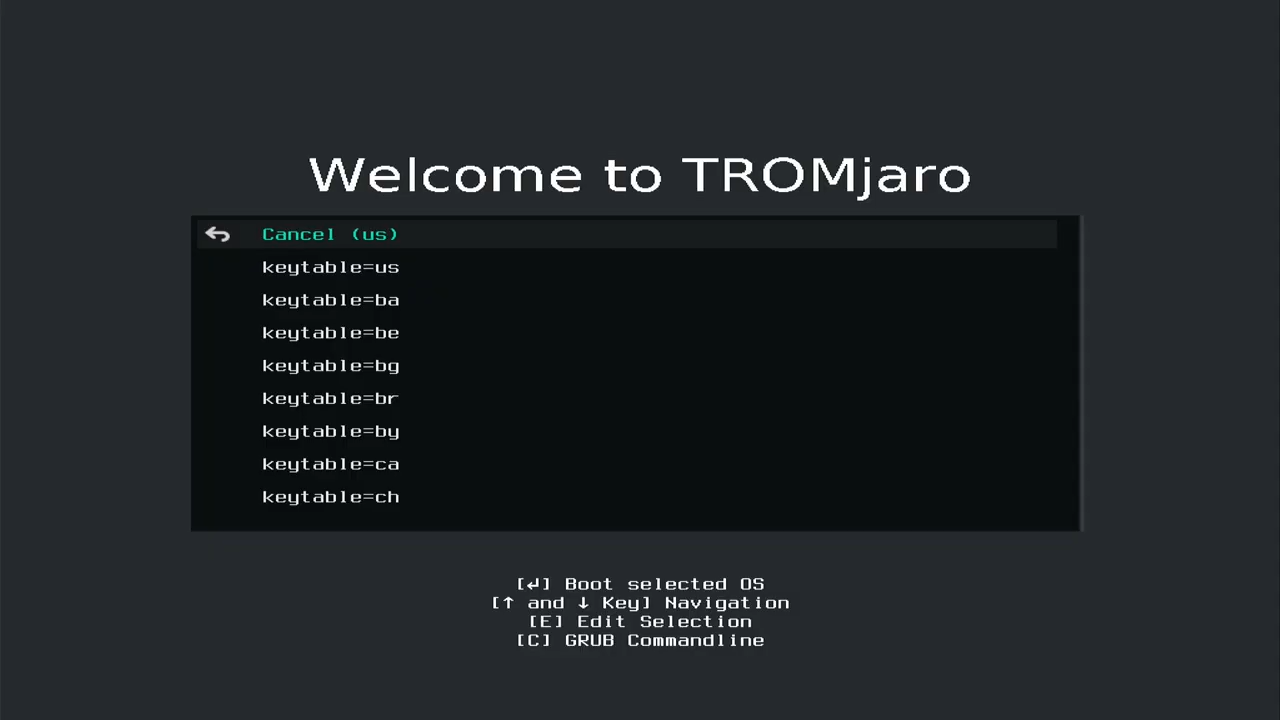 Welcome to TROMjaro
Cancel (us)
keytable=us
keytable=ba
keytable=be
keytable=bg
keytable=br
keytable=by
keytable=ca
keytable=ch
[↲] Boot selected OS
[↑ and ↓ Key] Navigation
[E] Edit Selection
[C] GRUB Commandline